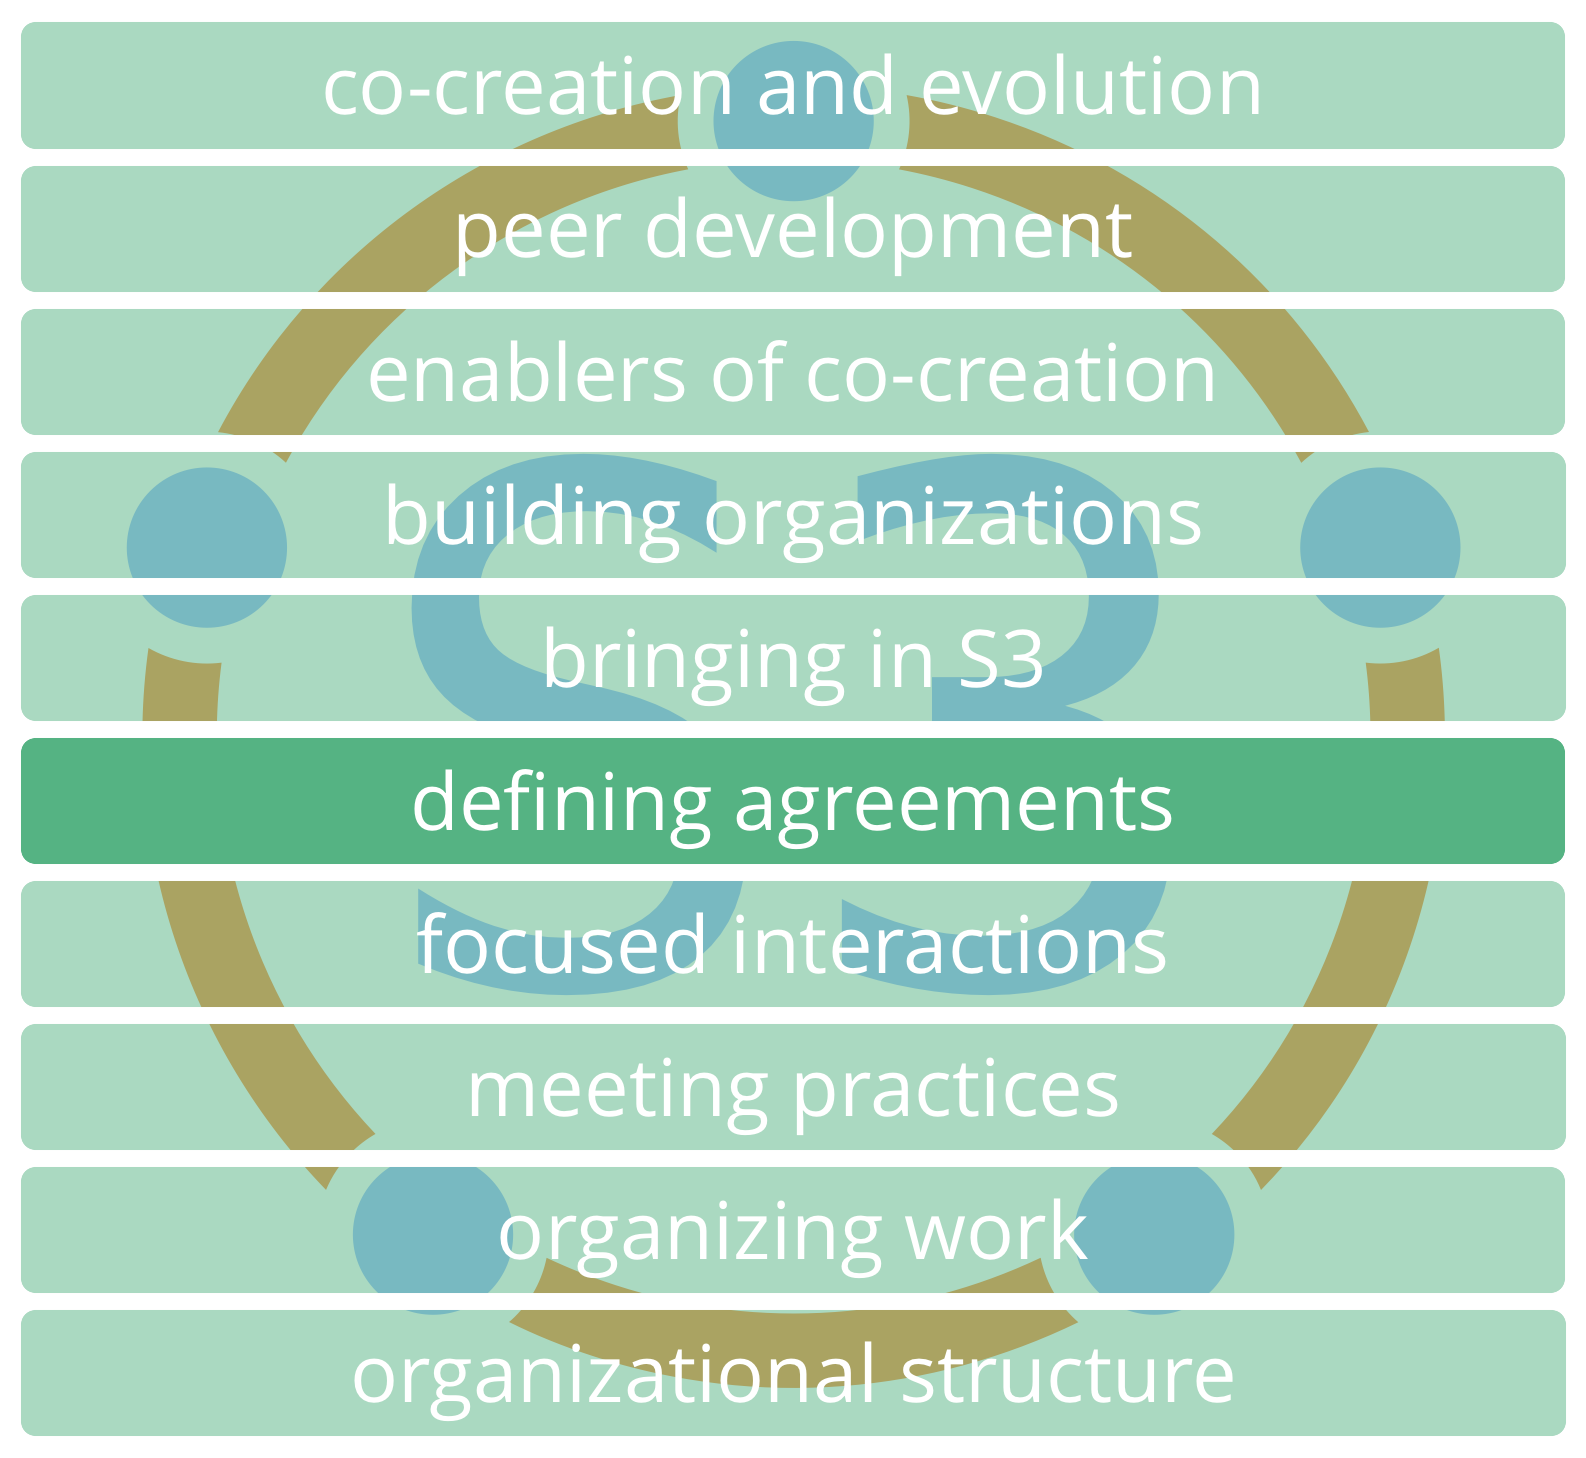 co-creation and evolution
peer development
enablers of co-creation
building organizations
bringing in S3
defining agreements
focused interactions
meeting practices
organizing work
organizational structure
S3